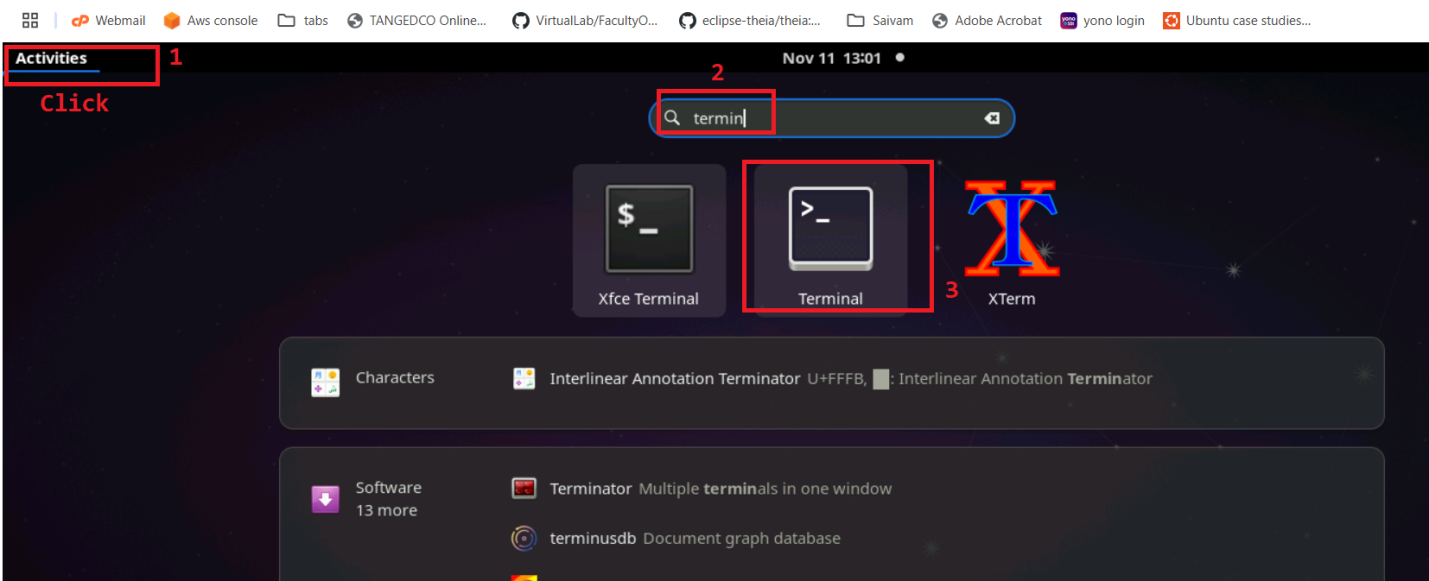 Webmail Aws console tabs TANGEDCO Online... VirtualLab/FacultyO... eclipse-theia/theia:... Saivam Adobe Acrobat yono login Ubuntu case studies...
Activities 1 Nov 11 13:01
Click
2
termin
$_ >_ XT
3
Xfce Terminal Terminal XTerm
Characters Interlinear Annotation Terminator U+FFFB, : Interlinear Annotation Terminator
Software
13 more
Terminator Multiple terminals in one window
terminusdb Document graph database